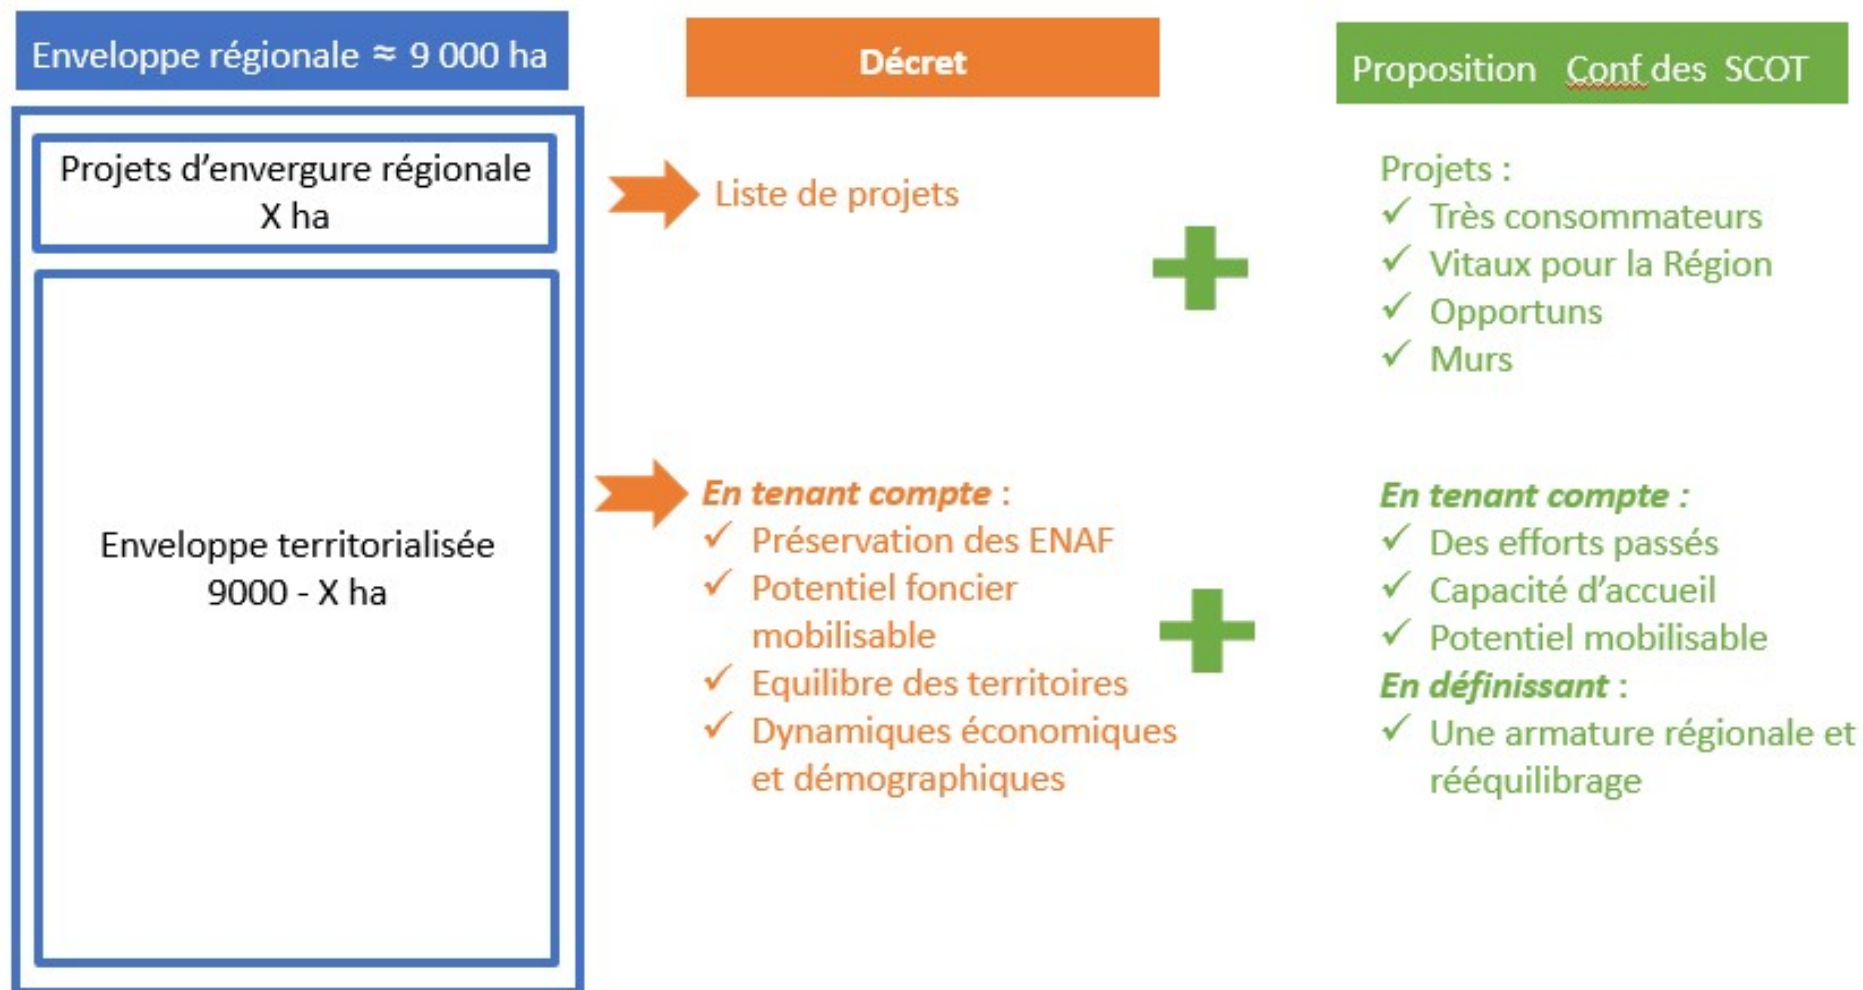 Enveloppe régionale ≈ 9 000 ha
Projets d'envergure régionale
X ha
Enveloppe territorialisée
9000 - X ha
Décret
Liste de projets
En tenant compte :
✓ Préservation des ENAF
✓ Potentiel foncier
mobilisable
✓ Equilibre des territoires
✓ Dynamiques économiques
et démographiques
Proposition Conf des SCOT
Projets :
✓ Très consommateurs
✓ Vitaux pour la Région
✓ Opportuns
✓ Murs
En tenant compte :
✓ Des efforts passés
✓ Capacité d'accueil
✓ Potentiel mobilisable
En définissant :
✓ Une armature régionale et
rééquilibrage